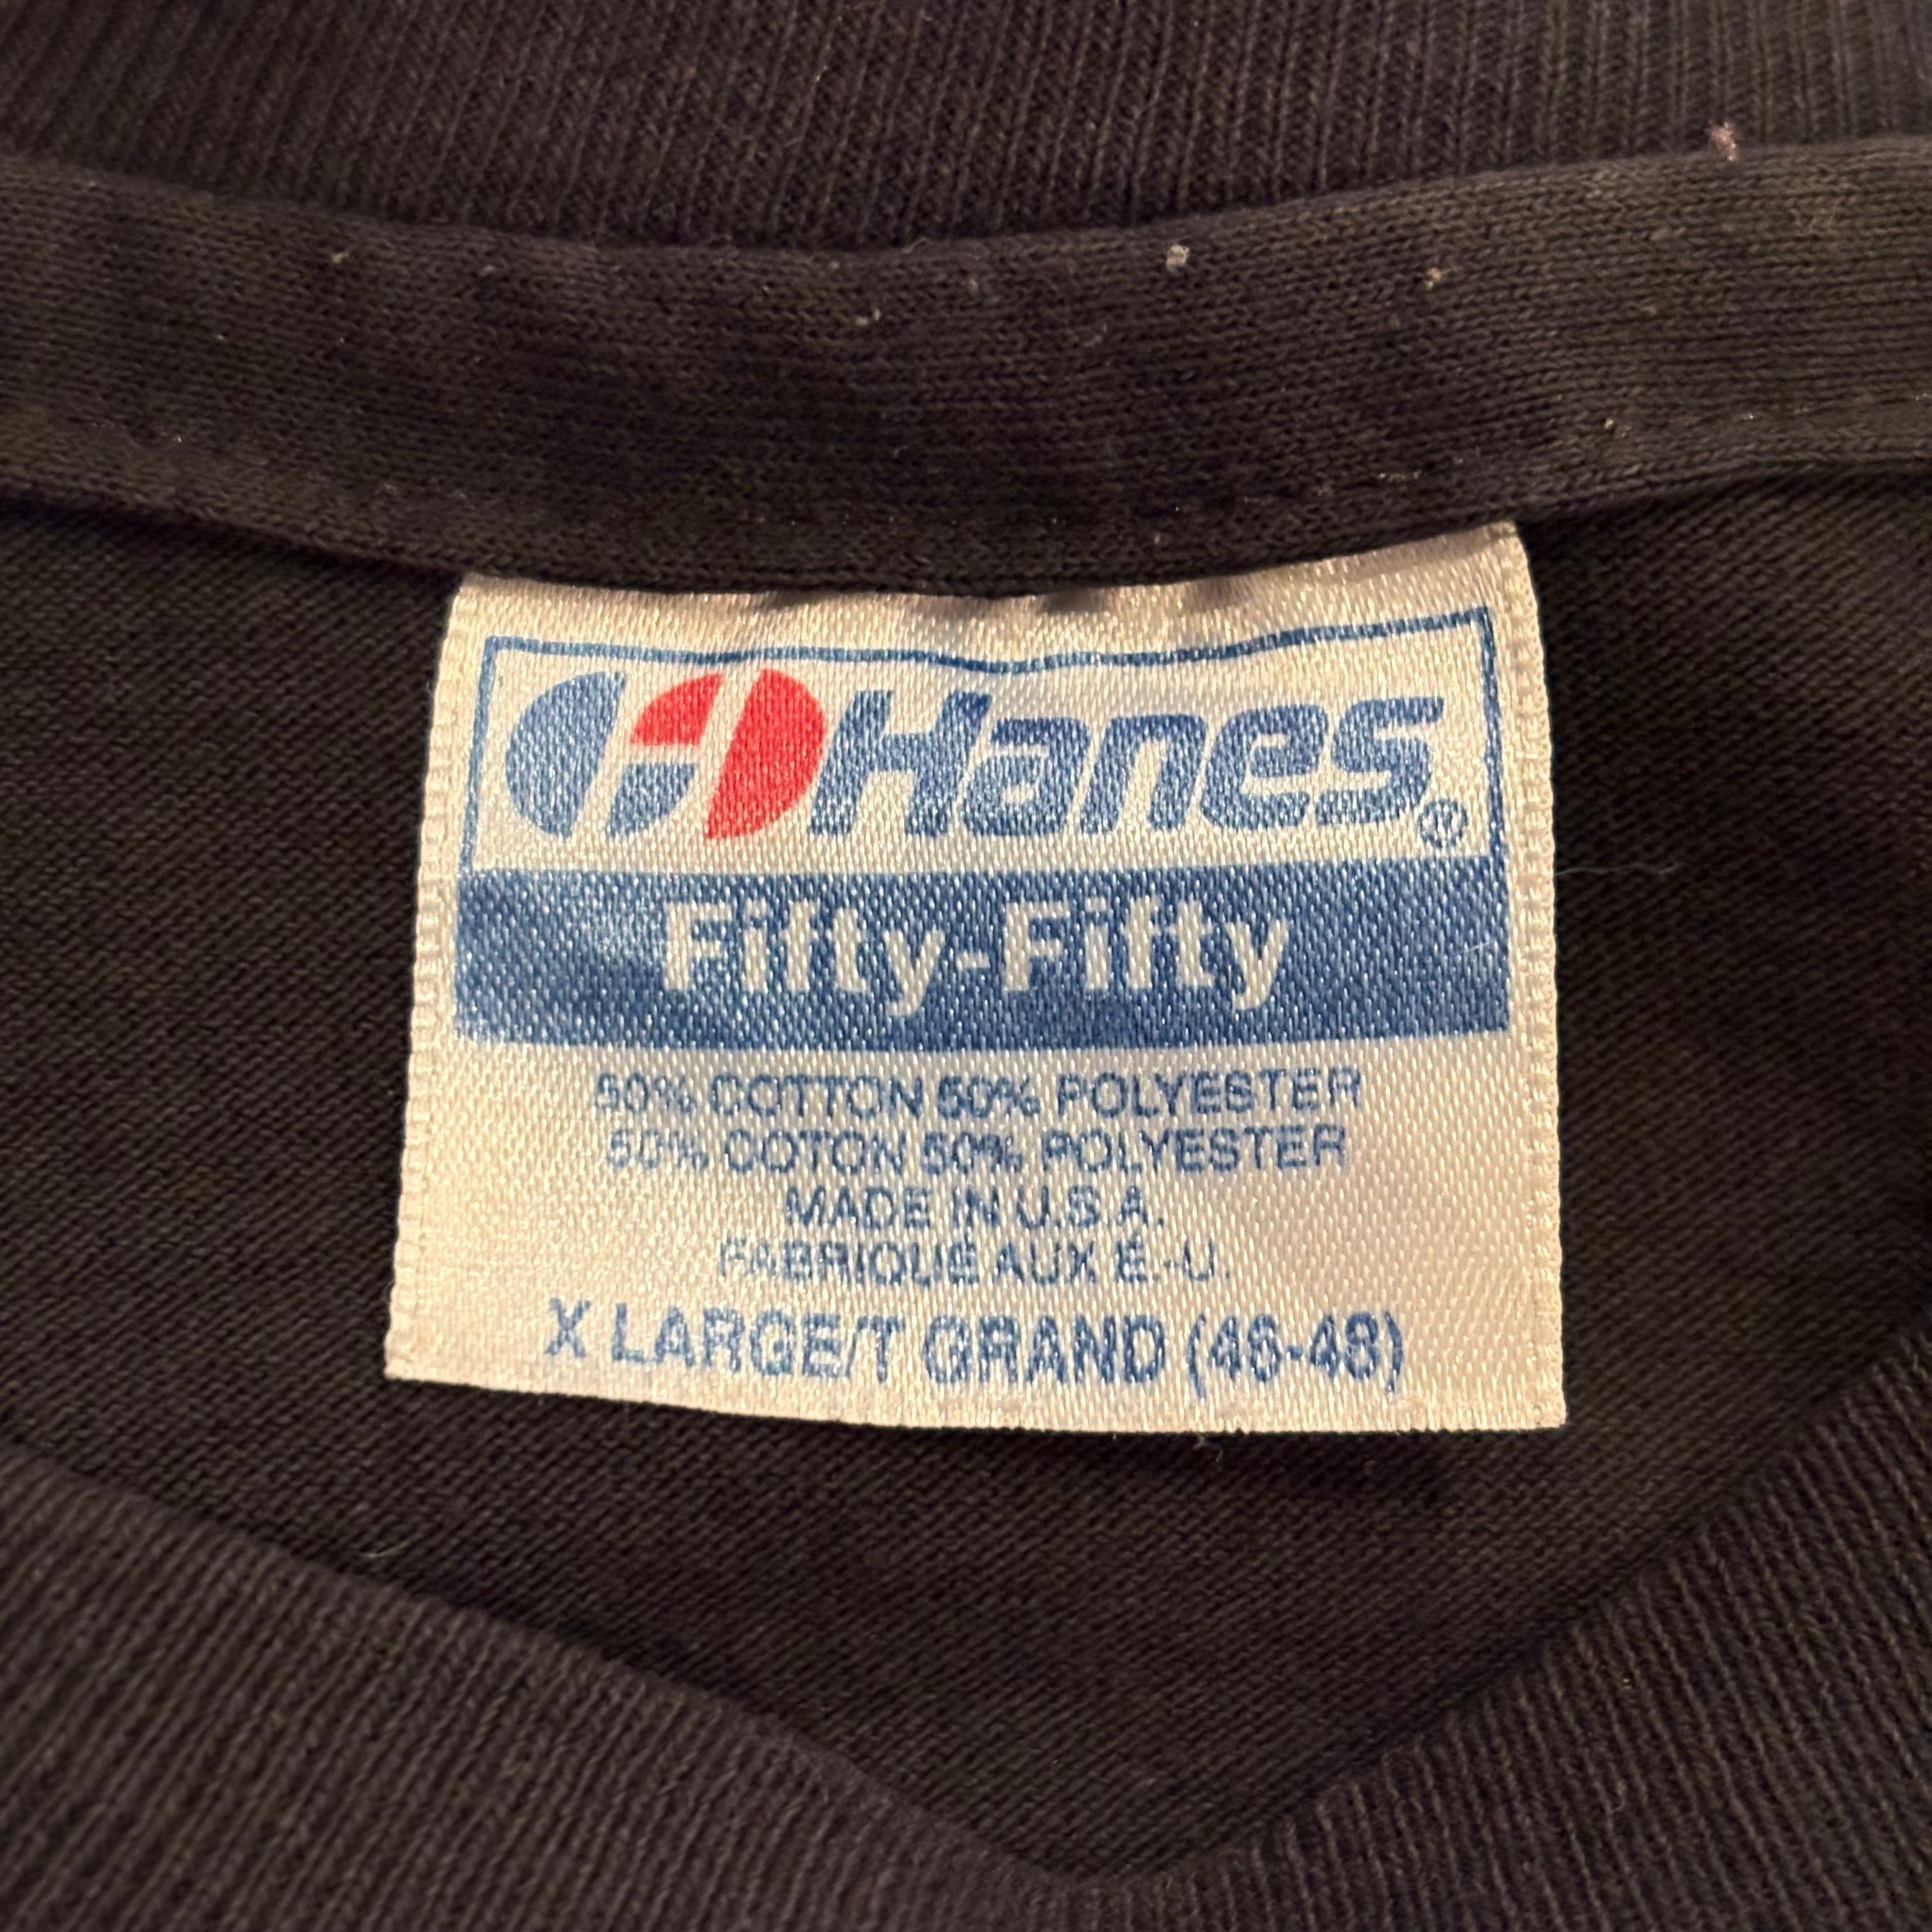 Hanes®
Fifty-Fifty
50% COTTON 50% POLYESTER
50% COTON 50% POLYESTER
MADE IN U.S.A.
FABRIQUE AUX É.-U.
X LARGE/T GRAND (46-48)